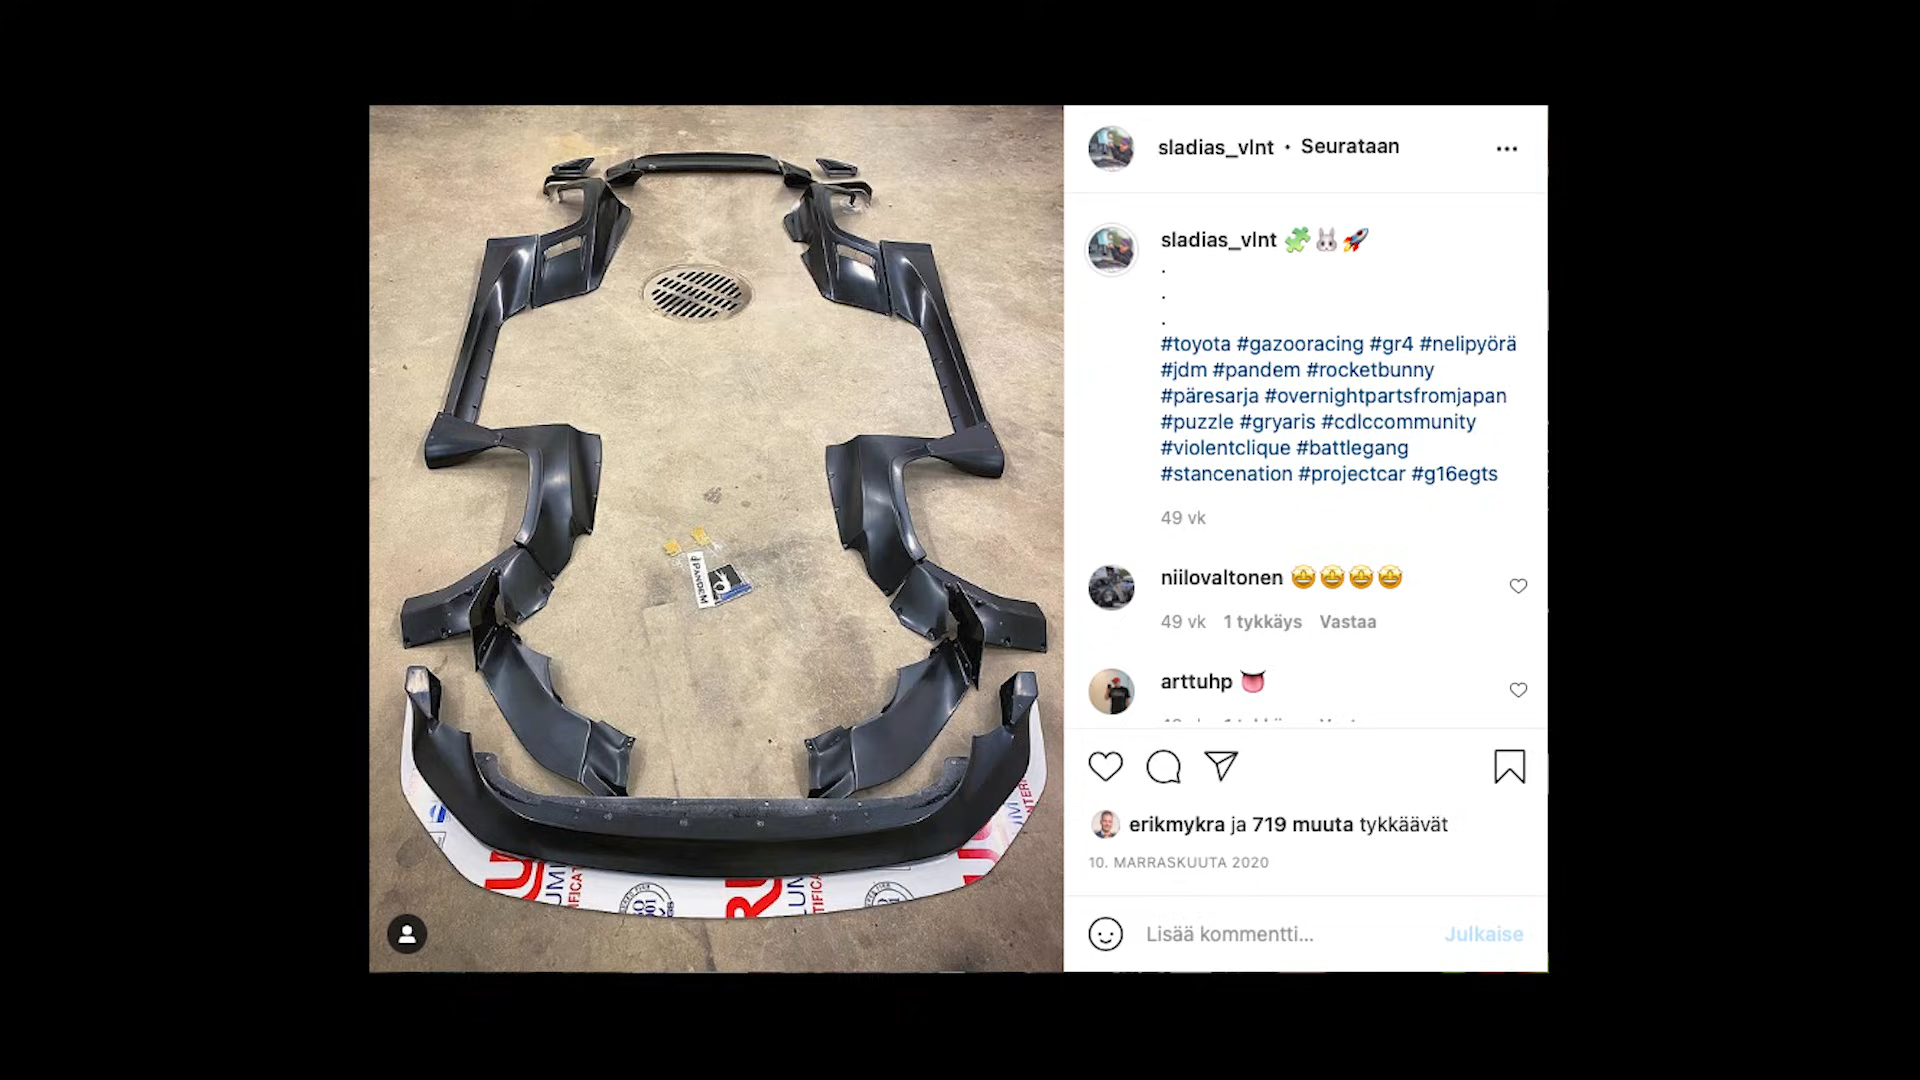 sladias_vlnt • Seurataan
sladias_vlnt
.
.
.
#toyota #gazooracing #gr4 #nelipyörä
#jdm #pandem #rocketbunny
#päresarja #overnightpartsfromjapan
#puzzle #gryaris #cdlccommunity
#violentclique #battlegang
#stancenation #projectcar #g16egts
49 vk
niilovaltonen
49 vk 1 tykkäys Vastaa
arttuhp
erikmykra ja 719 muuta tykkäävät
10. MARRASKUUTA 2020
Lisää kommentti... Julkaise
PANDEM